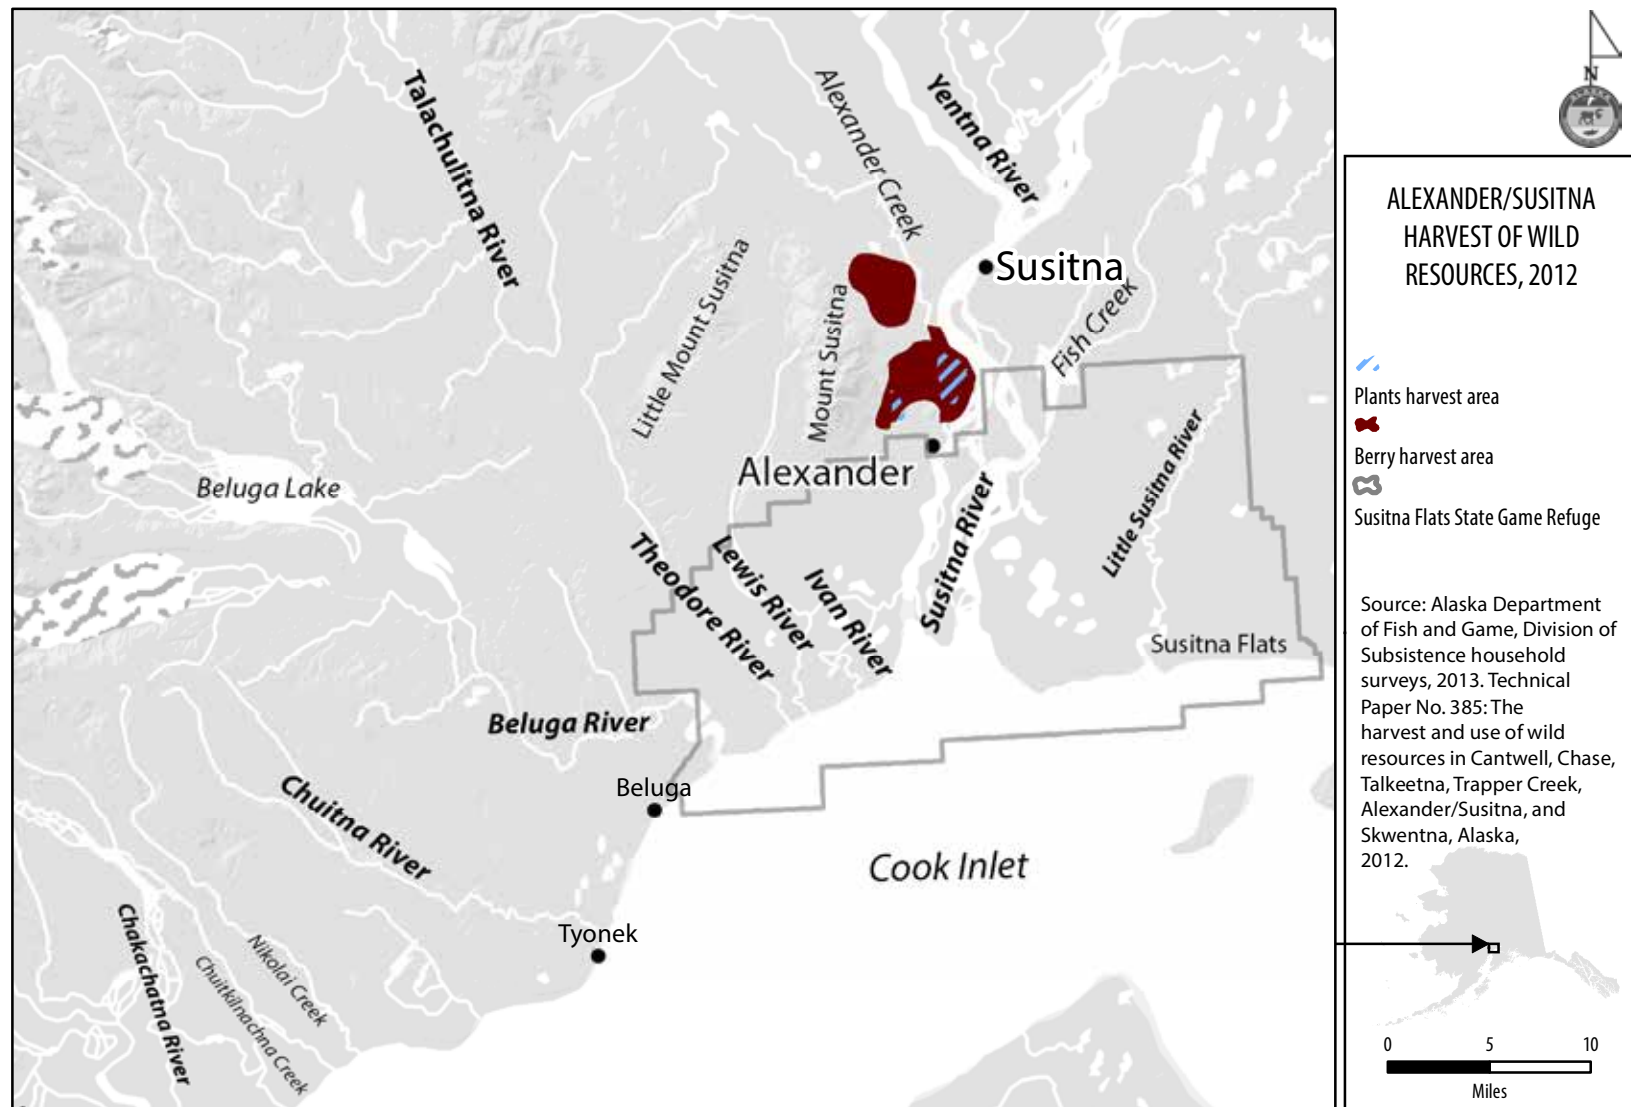 Talachulitna River
Alexander Creek
Yentna River
Susitna
Little Mount Susitna
Mount Susitna
Fish Creek
Beluga Lake
Alexander
Little Susitna River
Theodore River
Lewis River
Ivan River
Susitna River
Susitna Flats
Beluga River
Beluga
Chuitna River
Cook Inlet
Tyonek
Chakachatna River
Chuitkilnachna Creek
Nikolai Creek
N
ALASKA
ALEXANDER/SUSITNA
HARVEST OF WILD
RESOURCES, 2012
Plants harvest area
Berry harvest area
Susitna Flats State Game Refuge
Source: Alaska Department
of Fish and Game, Division of
Subsistence household
surveys, 2013. Technical
Paper No. 385: The
harvest and use of wild
resources in Cantwell, Chase,
Talkeetna, Trapper Creek,
Alexander/Susitna, and
Skwentna, Alaska,
2012.
0 5 10
Miles